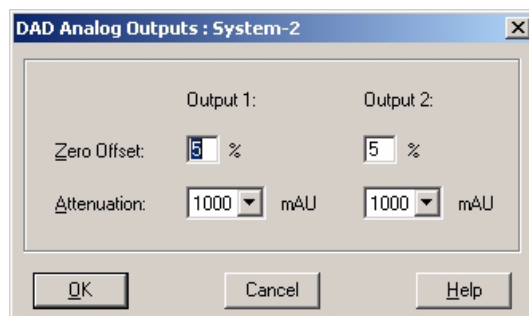 DAD Analog Outputs : System-2
Output 1: Output 2:
Zero Offset: 5 % 5 %
Attenuation: 1000 mAU 1000 mAU
OK Cancel Help